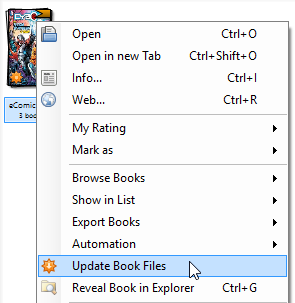 Open Ctrl+O
Open in new Tab Ctrl+Shift+O
Info... Ctrl+I
Web... Ctrl+R
My Rating
Mark as
Browse Books
Show in List
Export Books
Automation
Update Book Files
Reveal Book in Explorer Ctrl+G
eComic
3 boo